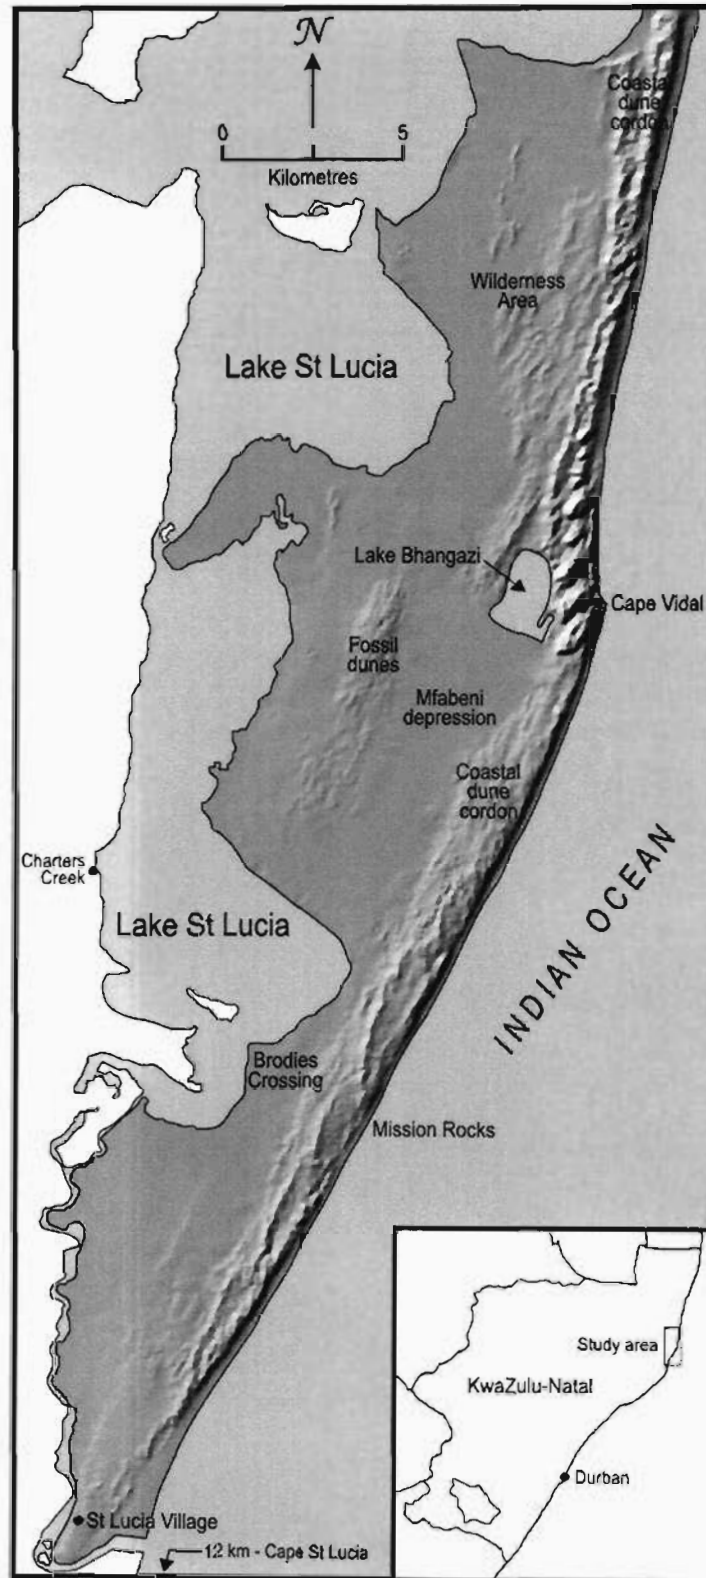 N
0 5
Kilometres
Coastal
dune
cordon
Wilderness
Area
Lake St Lucia
Lake Bhangazi
Cape Vidal
Fossil
dunes
Mfabeni
depression
Coastal
dune
cordon
Charters
Creek
Lake St Lucia
INDIAN OCEAN
Brodies
Crossing
Mission Rocks
Study area
KwaZulu-Natal
Durban
St Lucia Village
12 km - Cape St Lucia